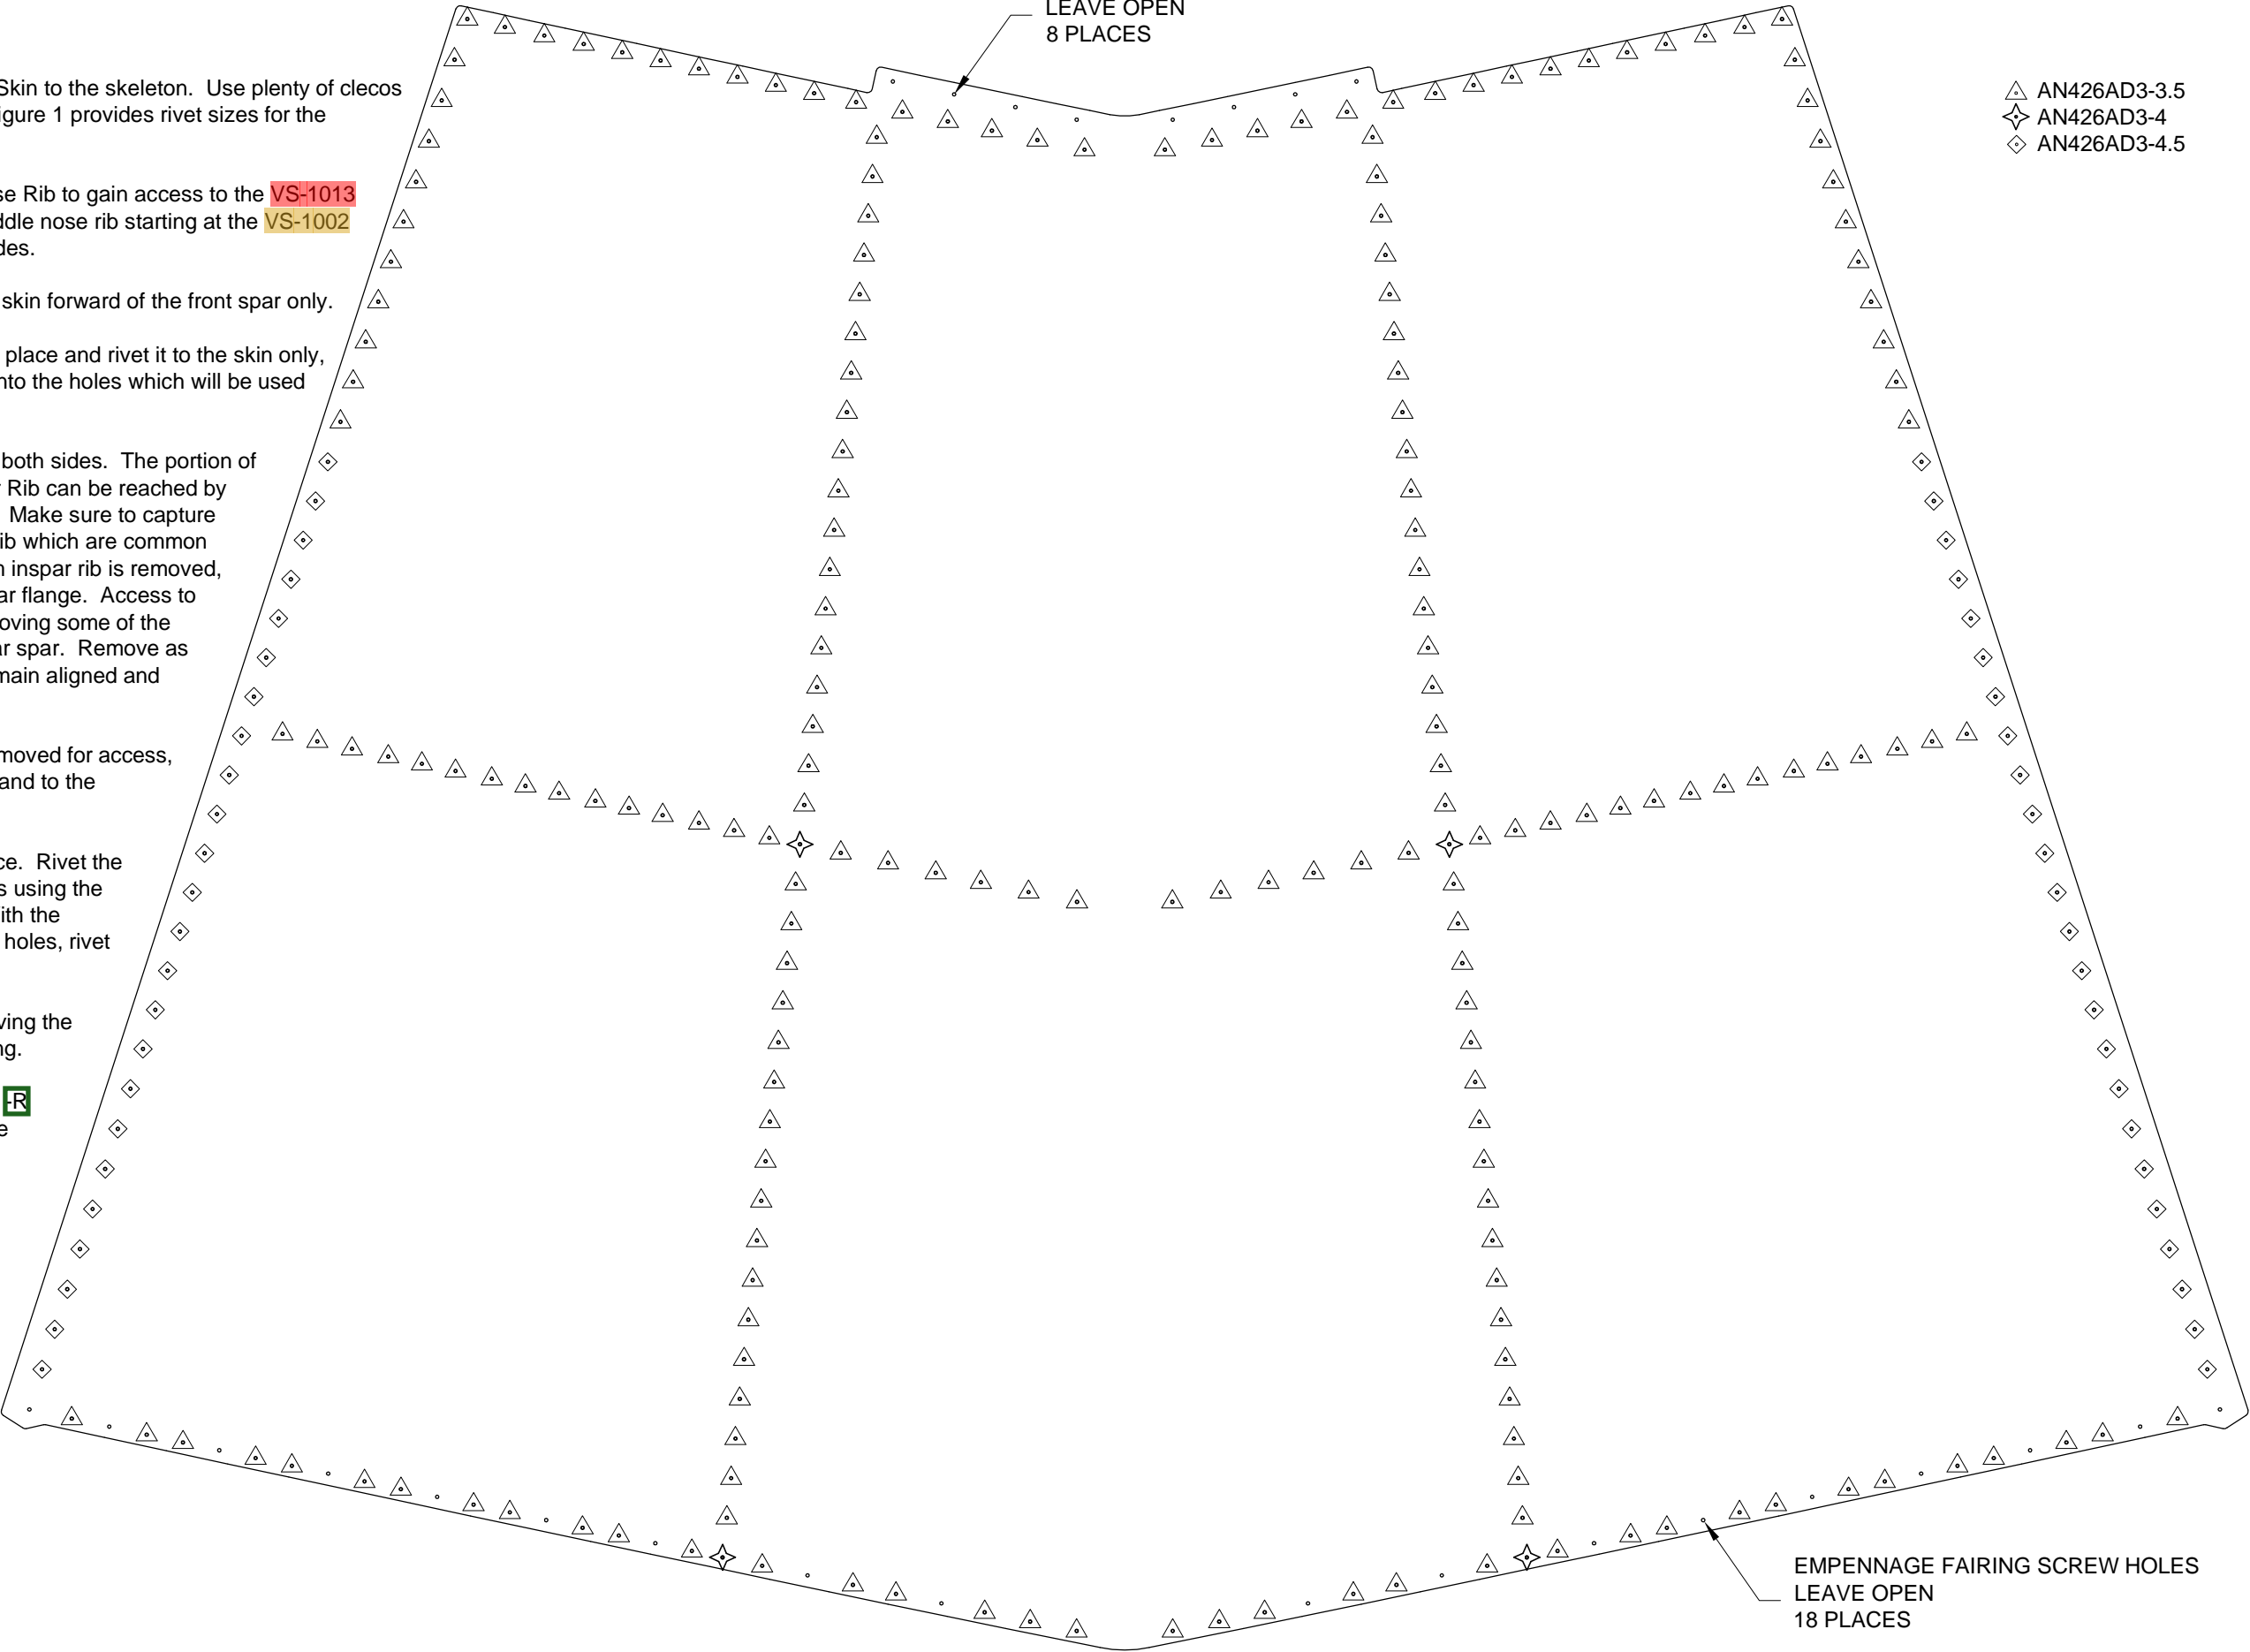 LEAVE OPEN
8 PLACES
Skin to the skeleton. Use plenty of clecos
igure 1 provides rivet sizes for the
se Rib to gain access to the VS-1013
ddle nose rib starting at the VS-1002
des.
skin forward of the front spar only.
place and rivet it to the skin only,
nto the holes which will be used
both sides. The portion of
r Rib can be reached by
Make sure to capture
ib which are common
n inspar rib is removed,
ar flange. Access to
oving some of the
ar spar. Remove as
main aligned and
moved for access,
and to the
ce. Rivet the
s using the
ith the
holes, rivet
ving the
ng.
-R
e
AN426AD3-3.5
AN426AD3-4
AN426AD3-4.5
EMPENNAGE FAIRING SCREW HOLES
LEAVE OPEN
18 PLACES